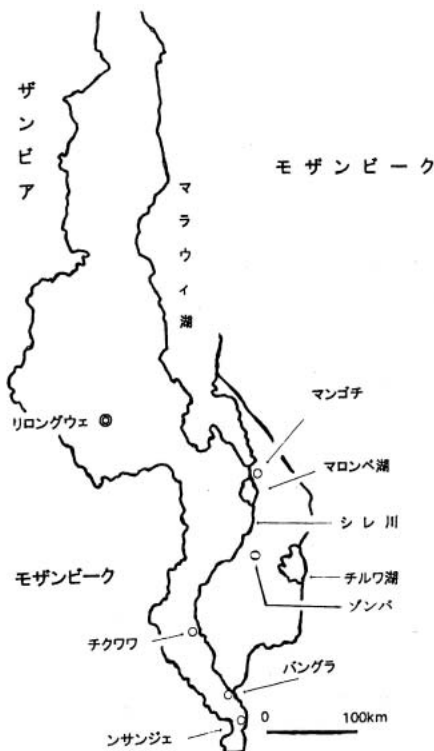 ザンビア
モザンビーク
マラウィ湖
マンゴチ
リロングウェ
マロンベ湖
シレ川
モザンビーク
チルワ湖
ゾンバ
チクワワ
バングラ
ンサンジェ
0 100km